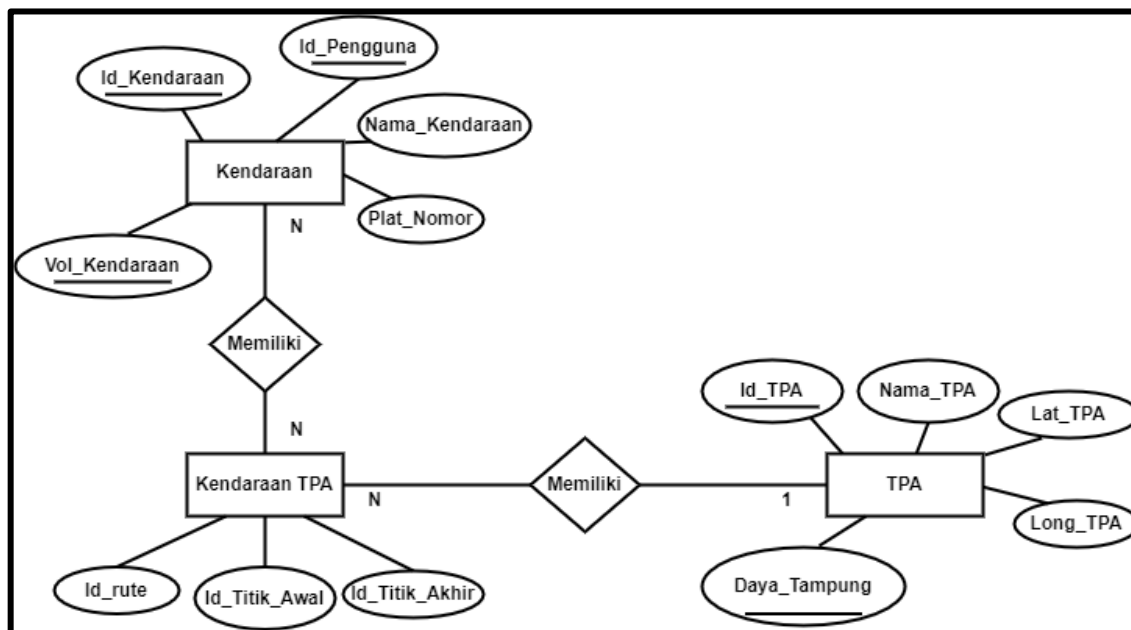 Id_Pengguna
Id_Kendaraan
Nama_Kendaraan
Kendaraan
Plat_Nomor
N
Vol_Kendaraan
Memiliki
N
Id_TPA
Nama_TPA
Lat_TPA
Kendaraan TPA
N
Memiliki
1
TPA
Long_TPA
Id_rute
Id_Titik_Awal
Id_Titik_Akhir
Daya_Tampung